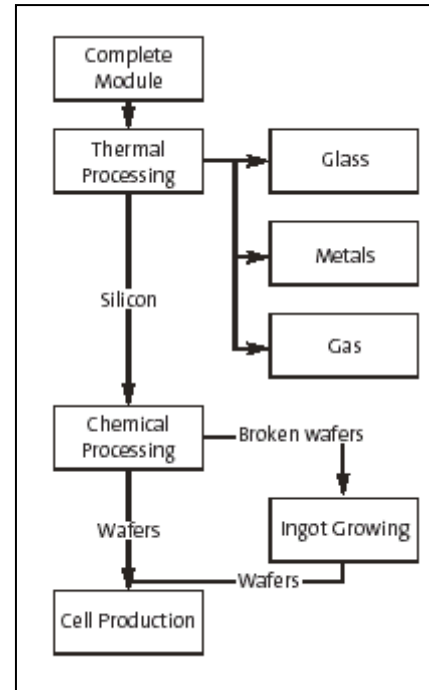 Complete
Module
Thermal
Processing
Glass
Metals
Silicon
Gas
Chemical
Processing
Broken wafers
Wafers
Ingot Growing
Wafers
Cell Production